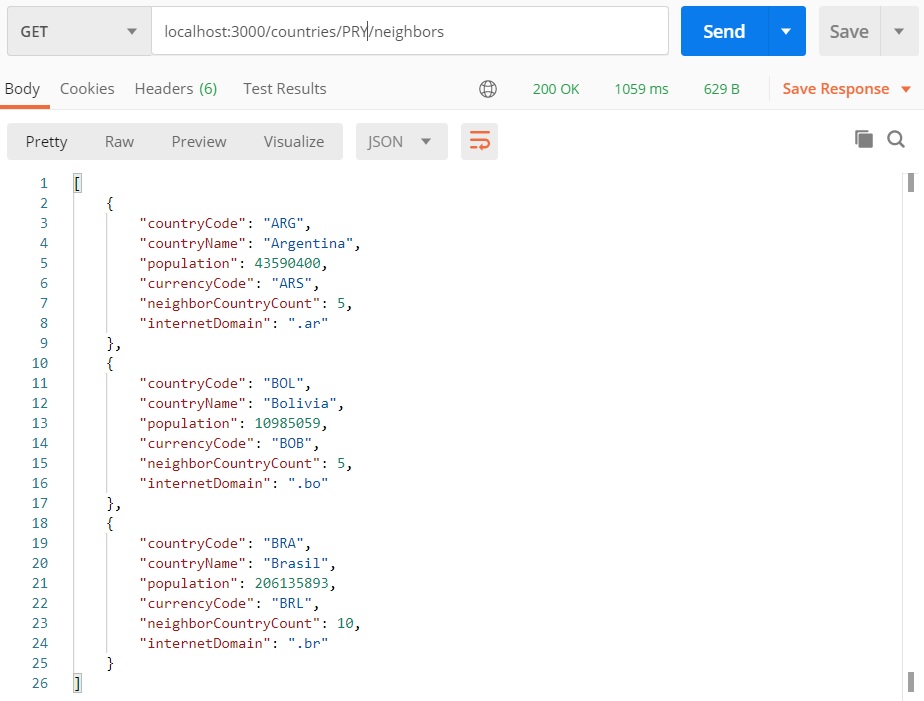 GET localhost:3000/countries/PRY/neighbors Send Save
Body Cookies Headers (6) Test Results 200 OK 1059 ms 629 B Save Response
Pretty Raw Preview Visualize JSON
1 [
2 {
3 "countryCode": "ARG",
4 "countryName": "Argentina",
5 "population": 43590400,
6 "currencyCode": "ARS",
7 "neighborCountryCount": 5,
8 "internetDomain": ".ar"
9 },
10 {
11 "countryCode": "BOL",
12 "countryName": "Bolivia",
13 "population": 10985059,
14 "currencyCode": "BOB",
15 "neighborCountryCount": 5,
16 "internetDomain": ".bo"
17 },
18 {
19 "countryCode": "BRA",
20 "countryName": "Brasil",
21 "population": 206135893,
22 "currencyCode": "BRL",
23 "neighborCountryCount": 10,
24 "internetDomain": ".br"
25 }
26 ]